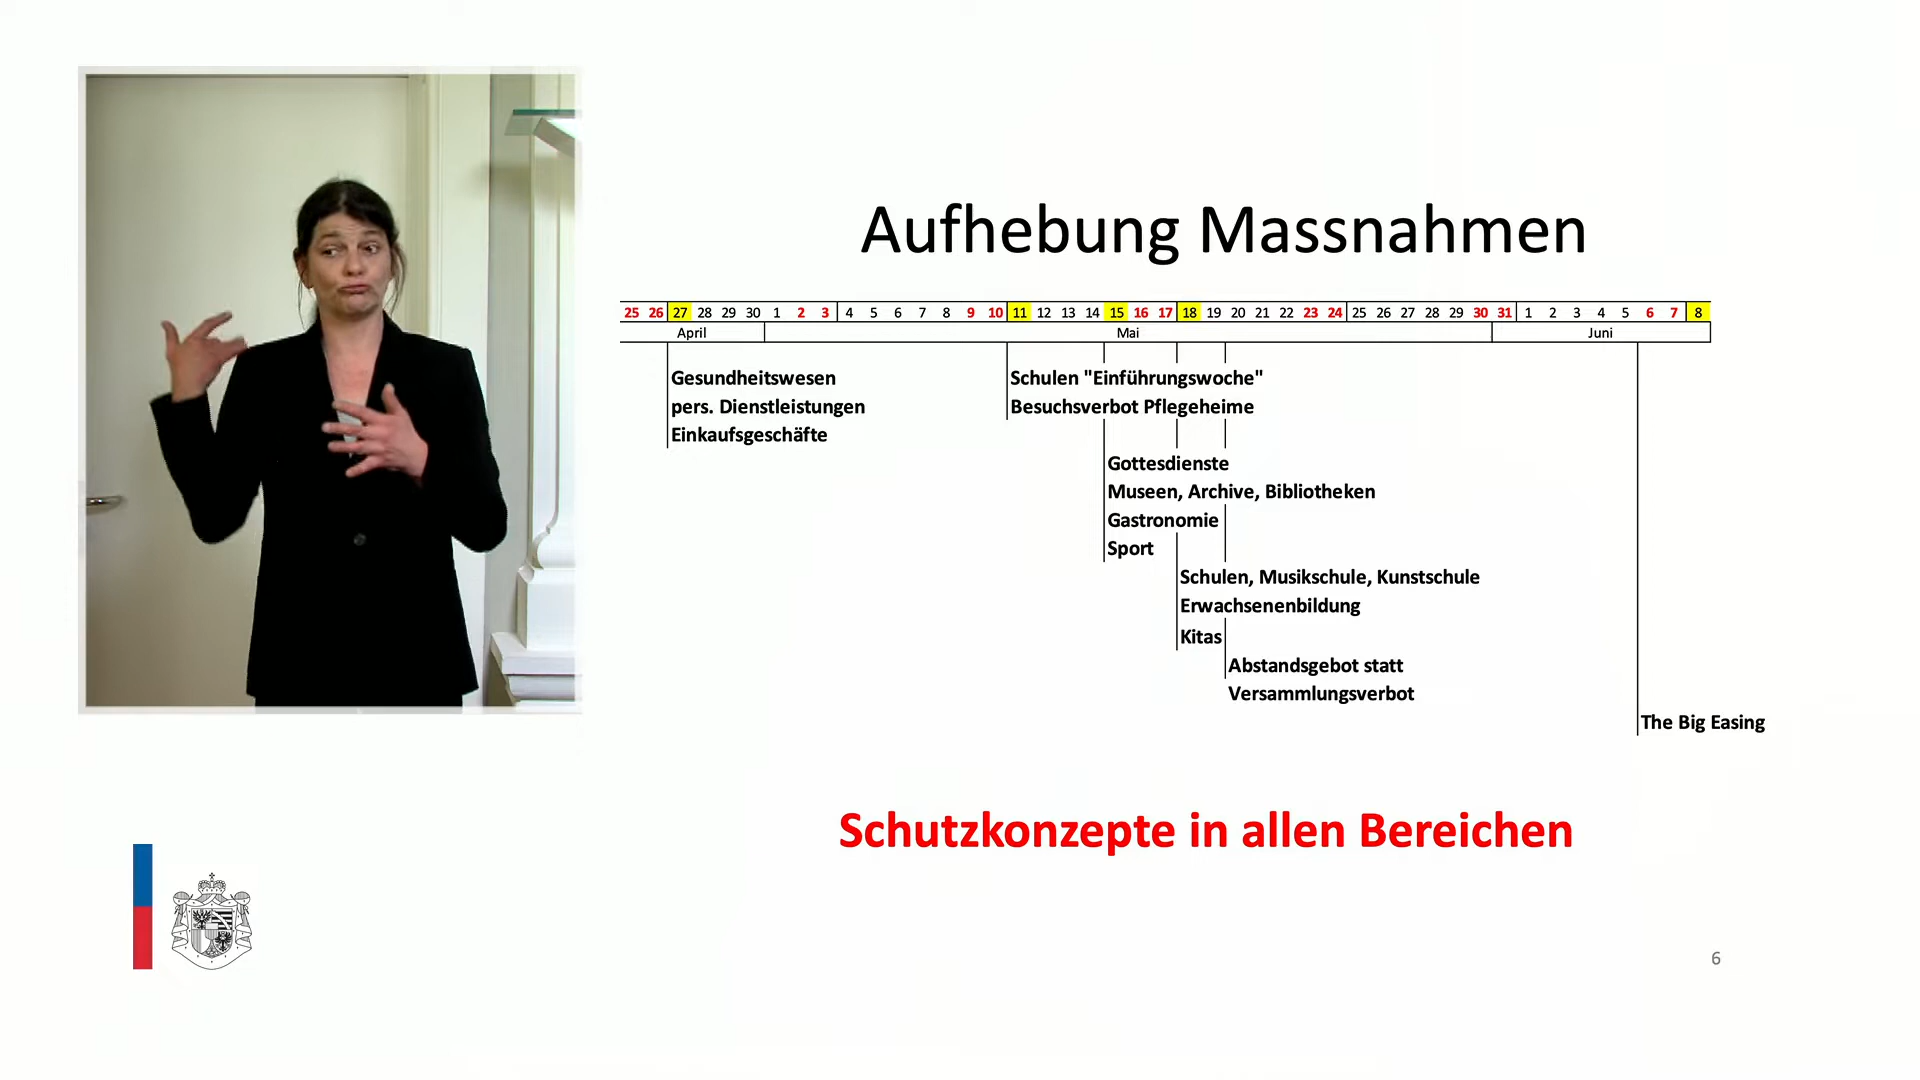 Aufhebung Massnahmen
25 26 27 28 29 30 1 2 3 4 5 6 7 8 9 10 11 12 13 14 15 16 17 18 19 20 21 22 23 24 25 26 27 28 29 30 31 1 2 3 4 5 6 7 8
April Mai Juni
Gesundheitswesen
pers. Dienstleistungen
Einkaufsgeschäfte
Schulen "Einführungswoche"
Besuchsverbot Pflegeheime
Gottesdienste
Museen, Archive, Bibliotheken
Gastronomie
Sport
Schulen, Musikschule, Kunstschule
Erwachsenenbildung
Kitas
Abstandsgebot statt
Versammlungsverbot
The Big Easing
Schutzkonzepte in allen Bereichen
6